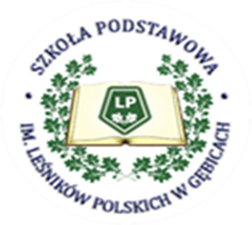 SZKOŁA PODSTAWOWA
LP
IM. LEŚNIKÓW POLSKICH W GĘBICACH